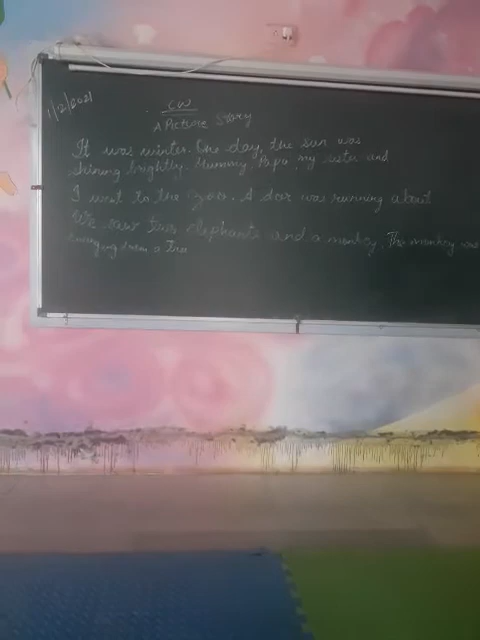 1/2/2021
CW
A Picture Story
It was winter. One day, the sun was
shining brightly. Mummy, Papa, my sister and
I went to the zoo. A dear was running about
We saw two elephants and a monkey. The monkey was
from a Tree